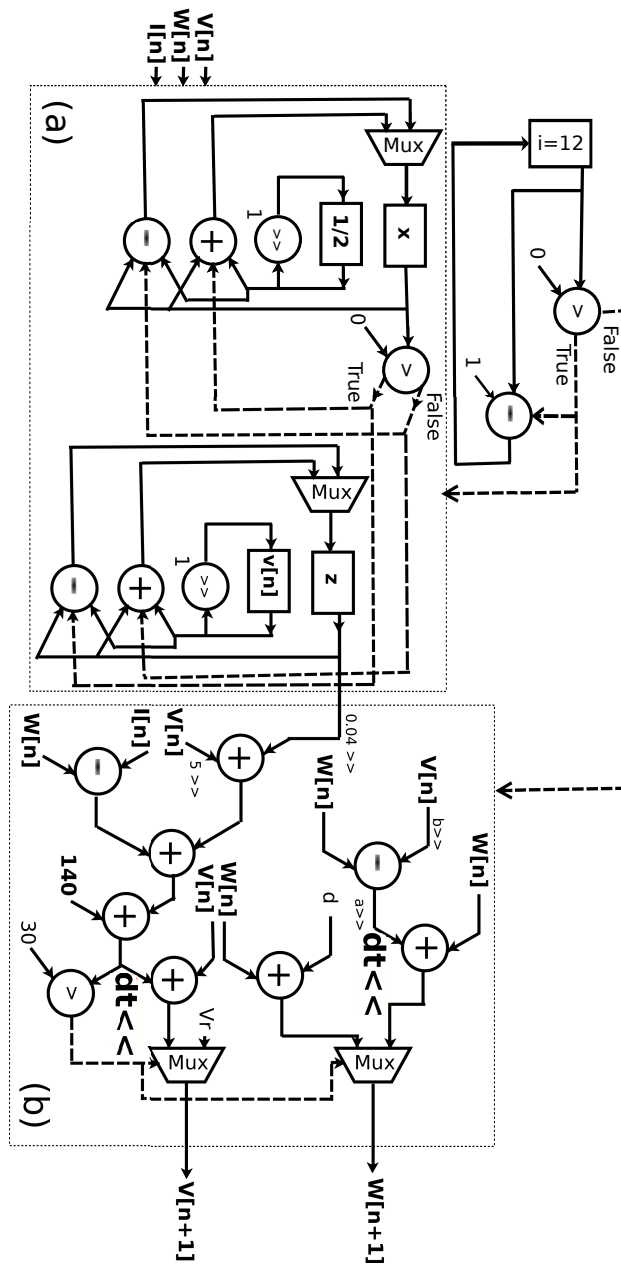 V[n]
W[n]
I[n]
(a)
Mux
x
1/2
>>
1
+
-
i=12
0
>
False
True
1
-
0
>
False
True
Mux
z
v[n]
>>
1
+
-
0.04 >>
V[n]
5 >>
+
I[n]
W[n]
-
+
140
+
30
>
V[n]
b>>
W[n]
-
W[n]
a>>
+
dt<<
d
W[n]
V[n]
+
+
dt<<
Vr
Mux
Mux
(b)
W[n+1]
V[n+1]